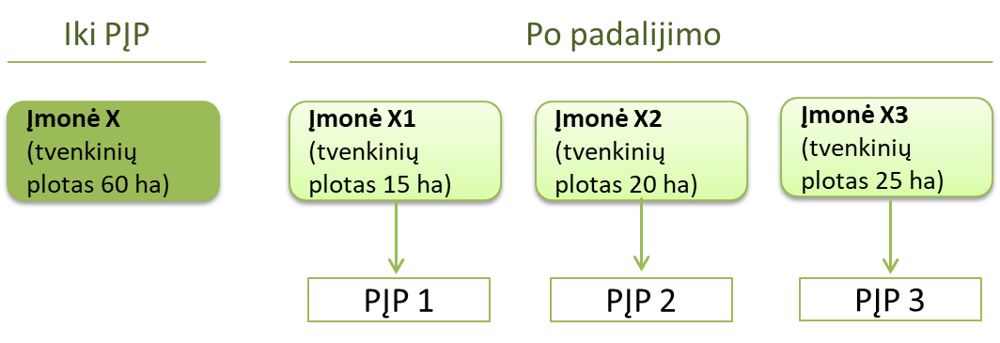 Iki PĮP
Po padalijimo
Įmonė X
(tvenkinių
plotas 60 ha)
Įmonė X1
(tvenkinių
plotas 15 ha)
Įmonė X2
(tvenkinių
plotas 20 ha)
Įmonė X3
(tvenkinių
plotas 25 ha)
PĮP 1
PĮP 2
PĮP 3